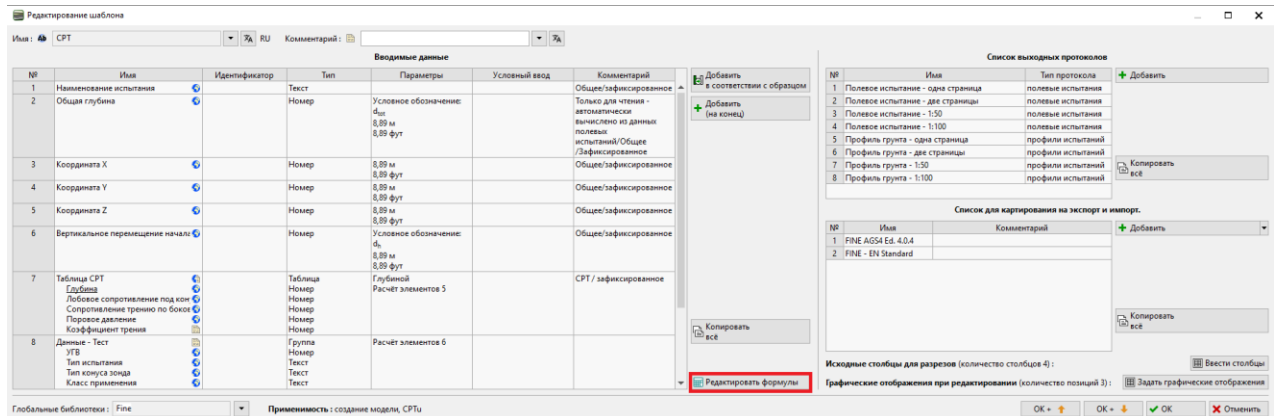 Редактирование шаблона
Имя : CPT RU Комментарий :
Вводимые данные
№ Имя Идентификатор Тип Параметры Условный ввод Комментарий
1 Наименование испытания Текст Общее/зафиксированное
2 Общая глубина Номер Условное обозначение: Только для чтения -
d tot автоматически
8,89 м вычислено из данных
8,89 фут полевых
испытаний/Общее
/Зафиксированное
3 Координата X Номер 8,89 м Общее/зафиксированное
8,89 фут
4 Координата Y Номер 8,89 м Общее/зафиксированное
8,89 фут
5 Координата Z Номер 8,89 м Общее/зафиксированное
8,89 фут
6 Вертикальное перемещение начала Номер Условное обозначение: Общее/зафиксированное
8,89 м
8,89 фут
7 Таблица CPT Таблица Глубиной CPT / зафиксированное
Глубина Номер Расчёт элементов 5
Лобовое сопротивление под кон Номер
Сопротивление трению по боков Номер
Поровое давление Номер
Коэффициент трения Номер
8 Данные - Тест Группа Расчёт элементов 6
УГВ Номер
Тип испытания Текст
Тип конуса зонда Текст
Класс применения Текст
Добавить
в соответствии с образцом
Добавить
(на конец)
Копировать
всё
Редактировать формулы
Список выходных протоколов
№ Имя Тип протокола
1 Полевое испытание - одна страница полевые испытания
2 Полевое испытание - две страницы полевые испытания
3 Полевое испытание - 1:50 полевые испытания
4 Полевое испытание - 1:100 полевые испытания
5 Профиль грунта - одна страница профили испытаний
6 Профиль грунта - две страницы профили испытаний
7 Профиль грунта - 1:50 профили испытаний
8 Профиль грунта - 1:100 профили испытаний
Добавить
Копировать
всё
Список для картирования на экспорт и импорт.
№ Имя Комментарий
1 FINE AGS4 Ed. 4.0.4
2 FINE - EN Standard
Добавить
Копировать
всё
Исходные столбцы для разрезов (количество столбцов 4) : Ввести столбцы
Графические отображения при редактировании (количество позиций 3) : Задать графические отображения
Глобальные библиотеки : Fine Применимость : создание модели, CPTu
OK + OK + OK Отменить